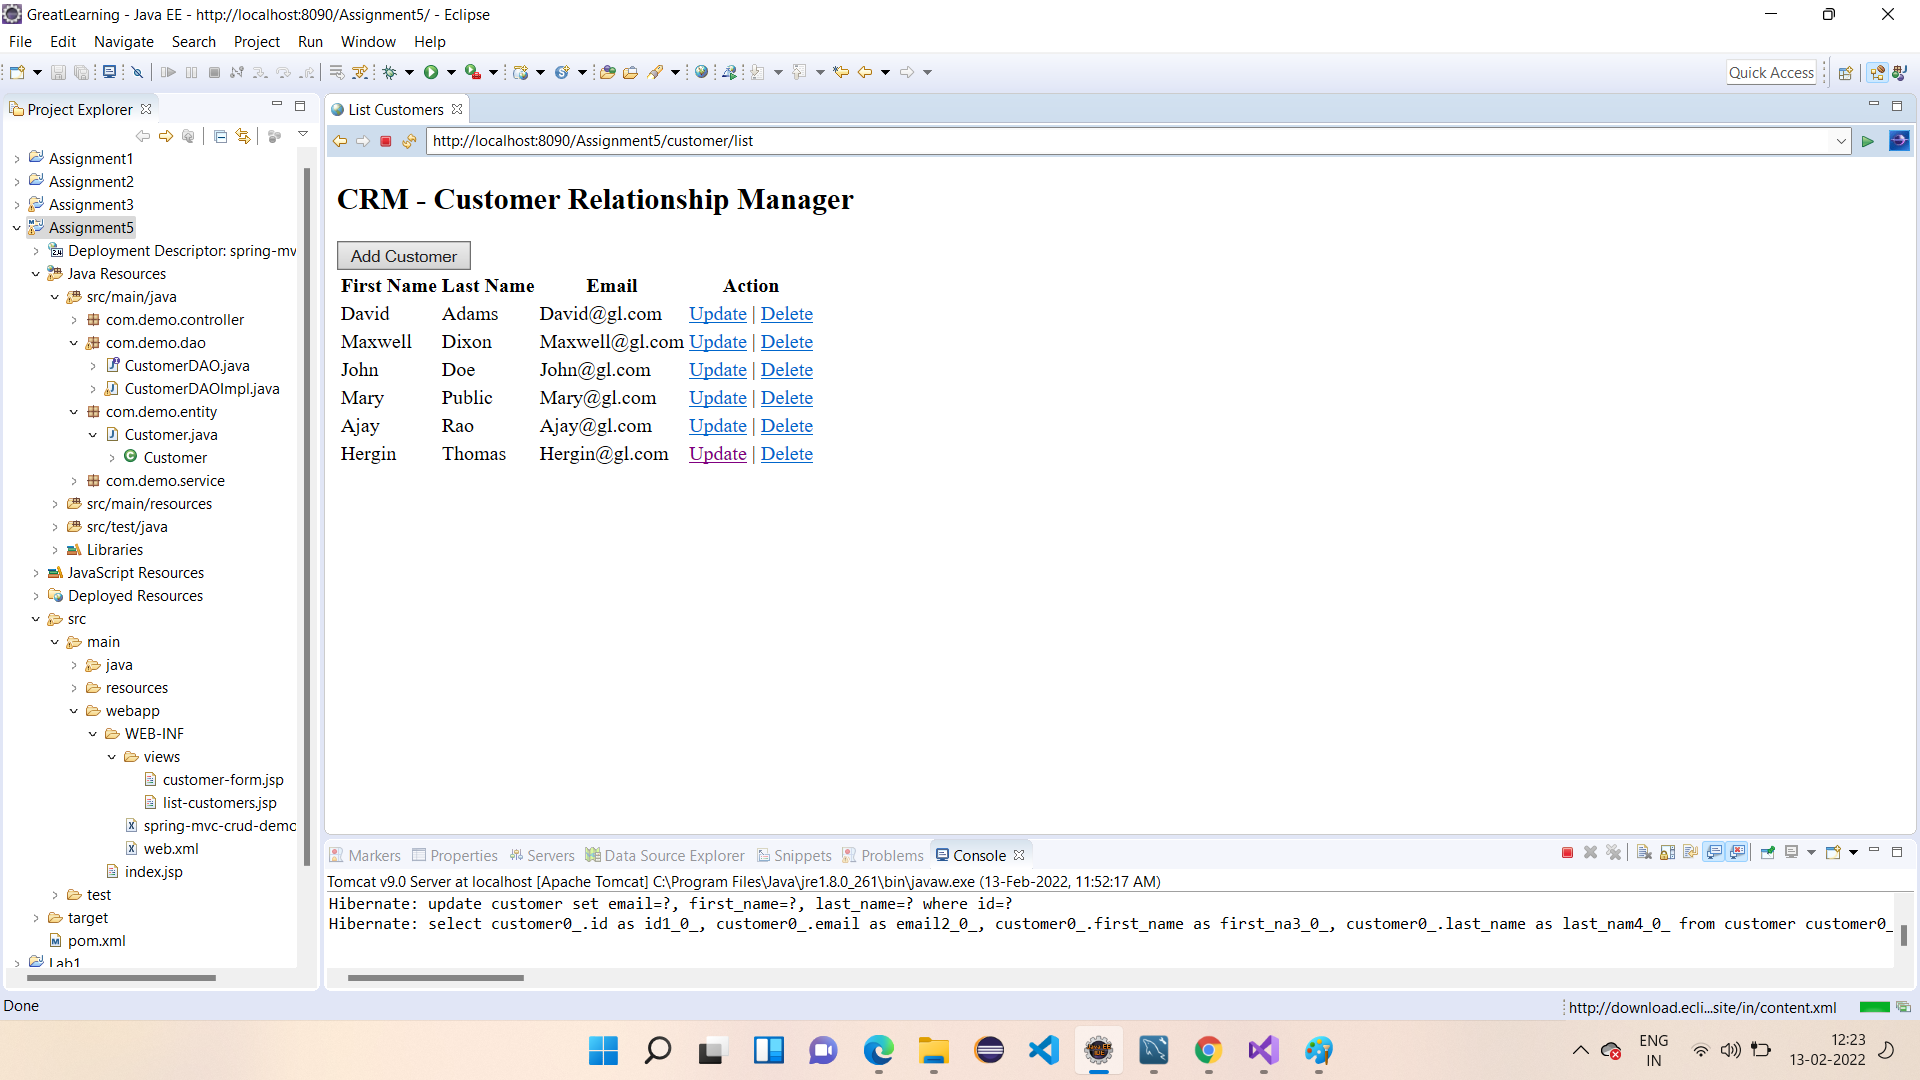 GreatLearning - Java EE - http://localhost:8090/Assignment5/ - Eclipse
File Edit Navigate Search Project Run Window Help
Quick Access
Project Explorer
Assignment1
Assignment2
Assignment3
Assignment5
Deployment Descriptor: spring-mv
Java Resources
src/main/java
com.demo.controller
com.demo.dao
CustomerDAO.java
CustomerDAOImpl.java
com.demo.entity
Customer.java
Customer
com.demo.service
src/main/resources
src/test/java
Libraries
JavaScript Resources
Deployed Resources
src
main
java
resources
webapp
WEB-INF
views
customer-form.jsp
list-customers.jsp
spring-mvc-crud-demo
web.xml
index.jsp
test
target
pom.xml
Lab1
List Customers
http://localhost:8090/Assignment5/customer/list
CRM - Customer Relationship Manager
Add Customer
First Name Last Name Email Action
David Adams David@gl.com Update | Delete
Maxwell Dixon Maxwell@gl.com Update | Delete
John Doe John@gl.com Update | Delete
Mary Public Mary@gl.com Update | Delete
Ajay Rao Ajay@gl.com Update | Delete
Hergin Thomas Hergin@gl.com Update | Delete
Markers Properties Servers Data Source Explorer Snippets Problems Console
Tomcat v9.0 Server at localhost [Apache Tomcat] C:\Program Files\Java\jre1.8.0_261\bin\javaw.exe (13-Feb-2022, 11:52:17 AM)
Hibernate: update customer set email=?, first_name=?, last_name=? where id=?
Hibernate: select customer0_.id as id1_0_, customer0_.email as email2_0_, customer0_.first_name as first_na3_0_, customer0_.last_name as last_nam4_0_ from customer customer0_
Done
http://download.ecli...site/in/content.xml
ENG
IN
12:23
13-02-2022